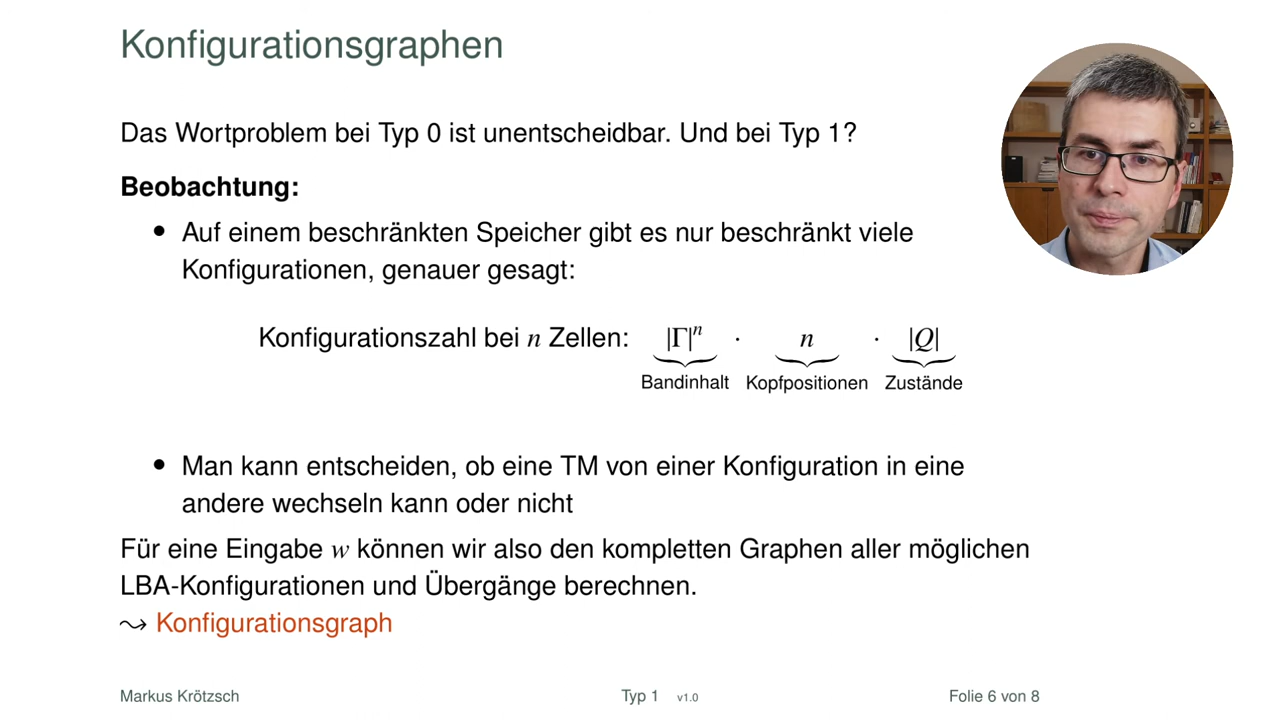 Konfigurationsgraphen
Das Wortproblem bei Typ 0 ist unentscheidbar. Und bei Typ 1?
Beobachtung:
• Auf einem beschränkten Speicher gibt es nur beschränkt viele
Konfigurationen, genauer gesagt:
Konfigurationszahl bei n Zellen: |Γ|ⁿ · n · |Q|
Bandinhalt Kopfpositionen Zustände
• Man kann entscheiden, ob eine TM von einer Konfiguration in eine
andere wechseln kann oder nicht
Für eine Eingabe w können wir also den kompletten Graphen aller möglichen
LBA-Konfigurationen und Übergänge berechnen.
⇝ Konfigurationsgraph
Markus Krötzsch Typ 1 v1.0 Folie 6 von 8